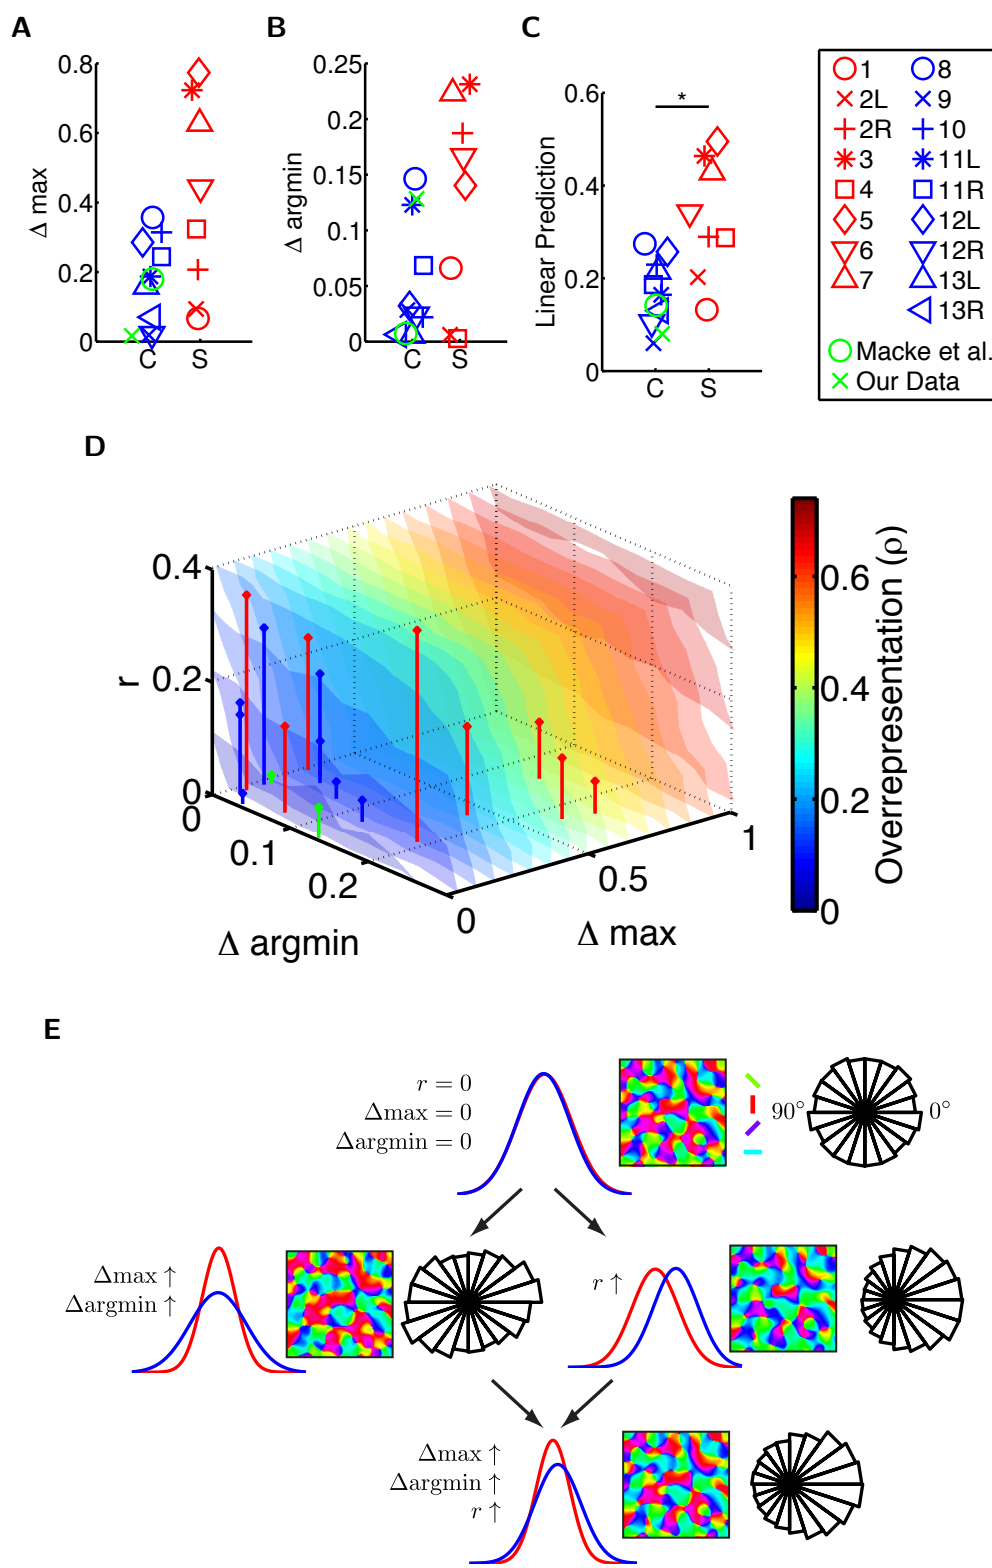 A
B
C
Δ max
0.8
0.6
0.4
0.2
0
C
S
Δ argmin
0.25
0.2
0.15
0.1
0.05
0
C
S
Linear Prediction
0.6
0.4
0.2
0
*
C
S
1
2L
2R
3
4
5
6
7
8
9
10
11L
11R
12L
12R
13L
13R
Macke et al.
Our Data
D
r
0.4
0.2
0
0
0.1
0.2
Δ argmin
0
0.5
1
Δ max
0.6
0.4
0.2
0
Overrepresentation (ρ)
E
r = 0
Δmax = 0
Δargmin = 0
90°
0°
Δmax ↑
Δargmin ↑
r ↑
Δmax ↑
Δargmin ↑
r ↑